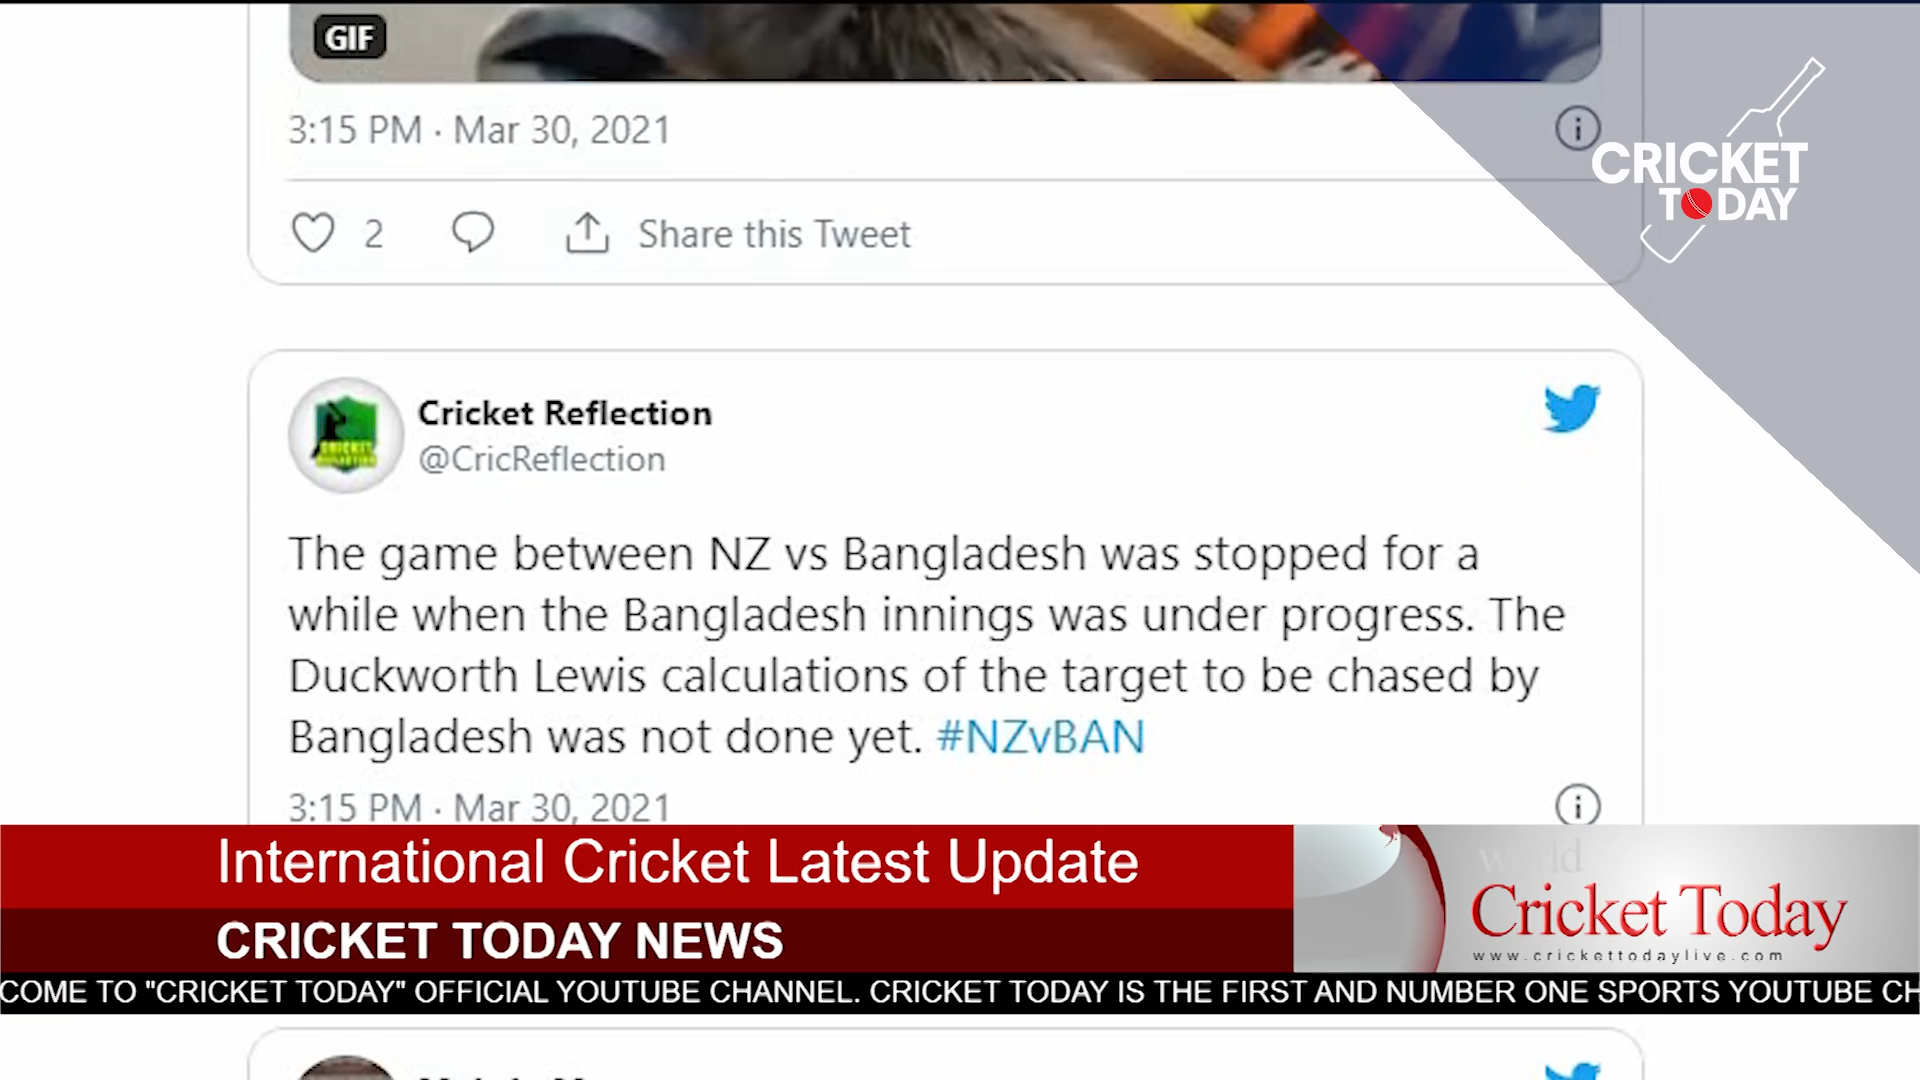 GIF
3:15 PM · Mar 30, 2021
CRICKET
TODAY
2
Share this Tweet
Cricket Reflection
@CricReflection
The game between NZ vs Bangladesh was stopped for a
while when the Bangladesh innings was under progress. The
Duckworth Lewis calculations of the target to be chased by
Bangladesh was not done yet. #NZvBAN
3:15 PM · Mar 30, 2021
International Cricket Latest Update
CRICKET TODAY NEWS
world
Cricket Today
www.crickettodaylive.com
COME TO "CRICKET TODAY" OFFICIAL YOUTUBE CHANNEL. CRICKET TODAY IS THE FIRST AND NUMBER ONE SPORTS YOUTUBE CH